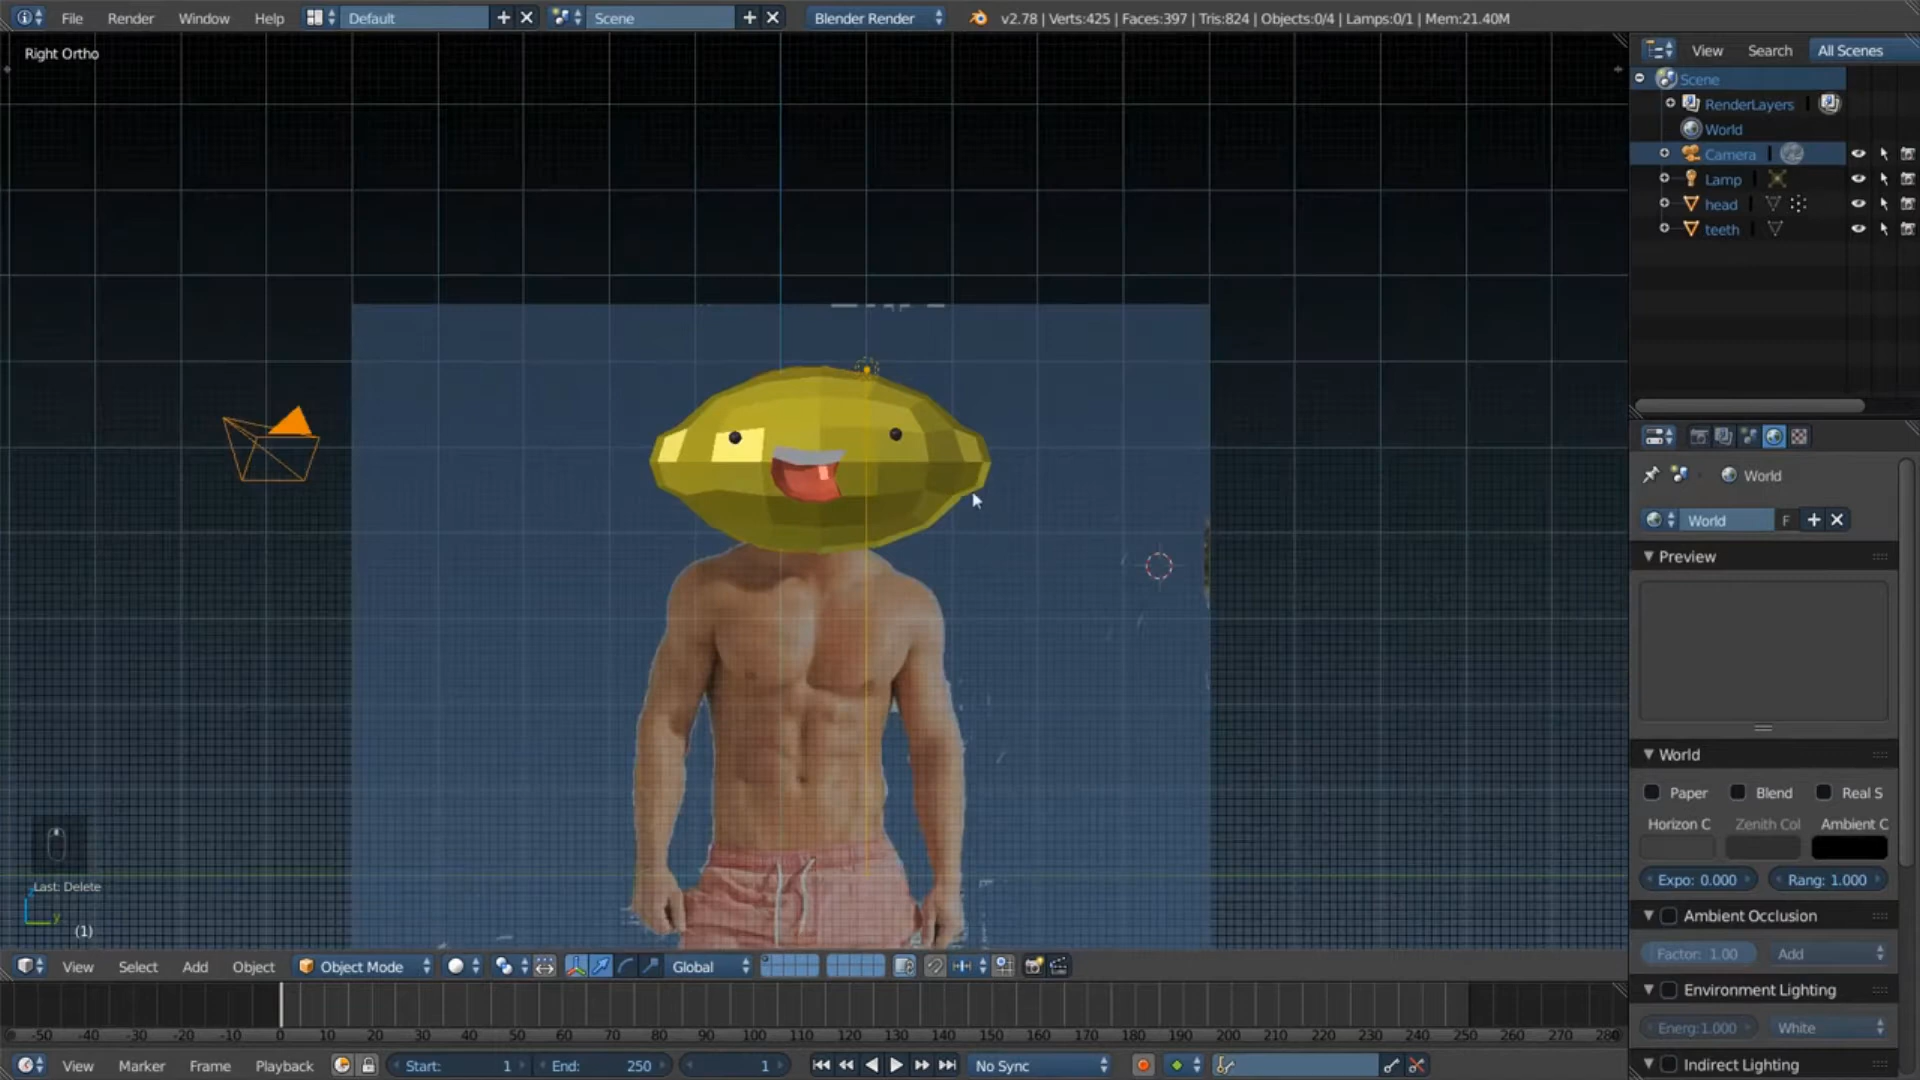 File Render Window Help Default Scene Blender Render v2.78 | Verts:425 | Faces:397 | Tris:824 | Objects:0/4 | Lamps:0/1 | Mem:21.40M
Right Ortho
View Search All Scenes
Scene
RenderLayers
World
Camera
Lamp
head
teeth
World
World F
Preview
World
Paper Blend Real S
Horizon C Zenith Col Ambient C
Expo: 0.000 Rang: 1.000
Ambient Occlusion
Factor: 1.00 Add
Environment Lighting
Energ:1.000 White
Indirect Lighting
Last: Delete
z
y
(1)
View Select Add Object Object Mode Global
-50 -40 -30 -20 -10 0 10 20 30 40 50 60 70 80 90 100 110 120 130 140 150 160 170 180 190 200 210 220 230 240 250 260 270 280
View Marker Frame Playback Start: 1 End: 250 1 No Sync